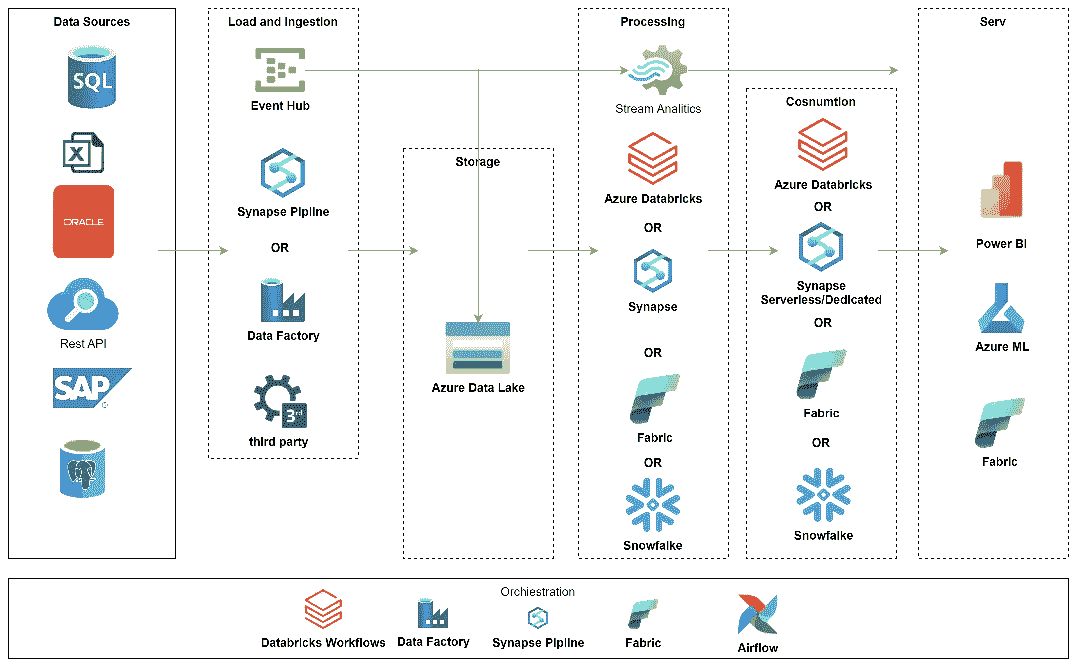 Data Sources
SQL
X
ORACLE
Rest API
SAP
Load and Ingestion
Event Hub
Synapse Pipline
OR
Data Factory
3rd
third party
Storage
Azure Data Lake
Processing
Stream Analitics
Azure Databricks
OR
Synapse
OR
Fabric
OR
Snowfalke
Cosnumtion
Azure Databricks
OR
Synapse
Serverless/Dedicated
OR
Fabric
OR
Snowfalke
Serv
Power BI
Azure ML
Fabric
Orchiestration
Databricks Workflows
Data Factory
Synapse Pipline
Fabric
Airflow